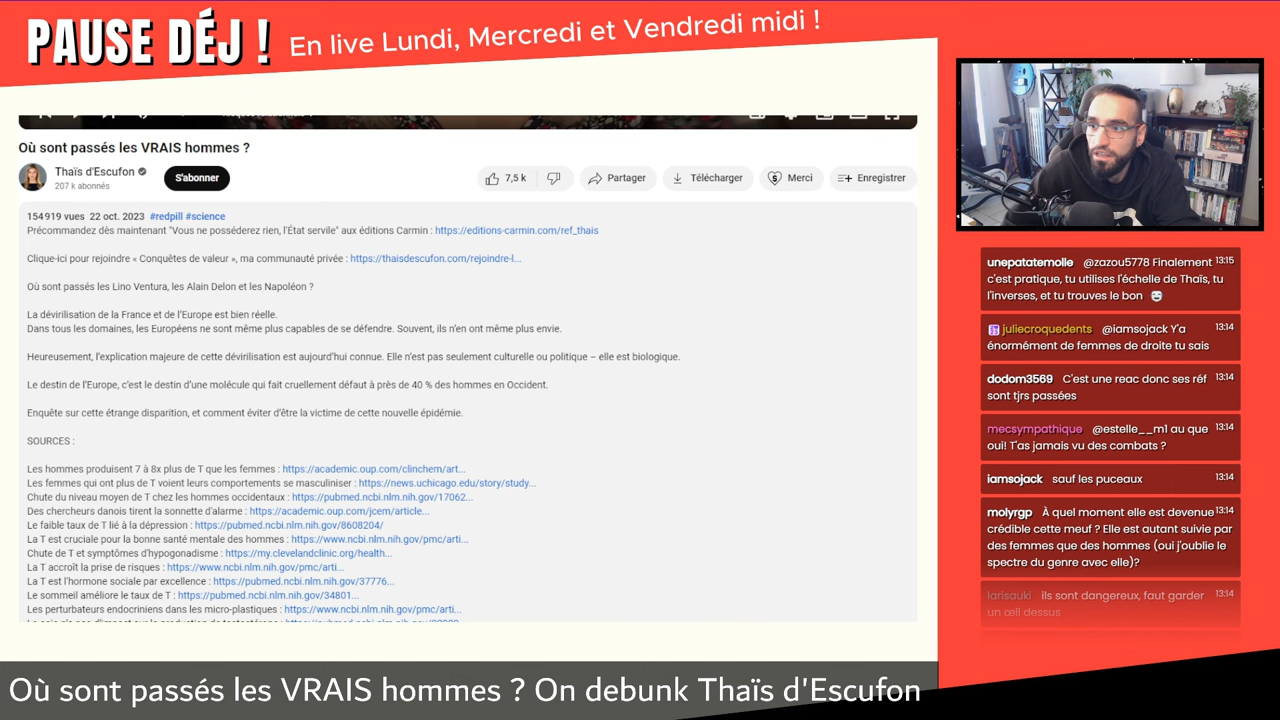 PAUSE DÉJ !
En live Lundi, Mercredi et Vendredi midi !
Où sont passés les VRAIS hommes ?
Thaïs d'Escufon
207 k abonnés
S'abonner
7,5 k
Partager
Télécharger
Merci
Enregistrer
154 919 vues 22 oct. 2023 #redpill #science
Précommandez dès maintenant "Vous ne posséderez rien, l'État servile" aux éditions Carmin : https://editions-carmin.com/ref_thais
Clique-ici pour rejoindre « Conquêtes de valeur », ma communauté privée : https://thaisdescufon.com/rejoindre-l...
Où sont passés les Lino Ventura, les Alain Delon et les Napoléon ?
La dévirilisation de la France et de l'Europe est bien réelle.
Dans tous les domaines, les Européens ne sont même plus capables de se défendre. Souvent, ils n'en ont même plus envie.
Heureusement, l'explication majeure de cette dévirilisation est aujourd'hui connue. Elle n'est pas seulement culturelle ou politique – elle est biologique.
Le destin de l'Europe, c'est le destin d'une molécule qui fait cruellement défaut à près de 40 % des hommes en Occident.
Enquête sur cette étrange disparition, et comment éviter d'être la victime de cette nouvelle épidémie.
SOURCES :
Les hommes produisent 7 à 8x plus de T que les femmes : https://academic.oup.com/clinchem/art...
Les femmes qui ont plus de T voient leurs comportements se masculiniser : https://news.uchicago.edu/story/study...
Chute du niveau moyen de T chez les hommes occidentaux : https://pubmed.ncbi.nlm.nih.gov/17062...
Des chercheurs danois tirent la sonnette d'alarme : https://academic.oup.com/jcem/article...
Le faible taux de T lié à la dépression : https://pubmed.ncbi.nlm.nih.gov/8608204/
La T est cruciale pour la bonne santé mentale des hommes : https://www.ncbi.nlm.nih.gov/pmc/arti...
Chute de T et symptômes d'hypogonadisme : https://my.clevelandclinic.org/health...
La T accroît la prise de risques : https://www.ncbi.nlm.nih.gov/pmc/arti...
La T est l'hormone sociale par excellence : https://pubmed.ncbi.nlm.nih.gov/37776...
Le sommeil améliore le taux de T : https://pubmed.ncbi.nlm.nih.gov/34801...
Les perturbateurs endocriniens dans les micro-plastiques : https://www.ncbi.nlm.nih.gov/pmc/arti...
unepatatemolle @zazou5778 Finalement 13:15
c'est pratique, tu utilises l'échelle de Thaïs, tu
l'inverses, et tu trouves le bon
juliecroquedents @iamsojack Y'a 13:14
énormément de femmes de droite tu sais
dodom3569 C'est une reac donc ses réf 13:14
sont tjrs passées
mecsympathique @estelle__m1 au que 13:14
oui! T'as jamais vu des combats ?
iamsojack sauf les puceaux 13:14
molyrgp À quel moment elle est devenue 13:14
crédible cette meuf ? Elle est autant suivie par
des femmes que des hommes (oui j'oublie le
spectre du genre avec elle)?
larisauki ils sont dangereux, faut garder 13:14
un œil dessus
Où sont passés les VRAIS hommes ? On debunk Thaïs d'Escufon